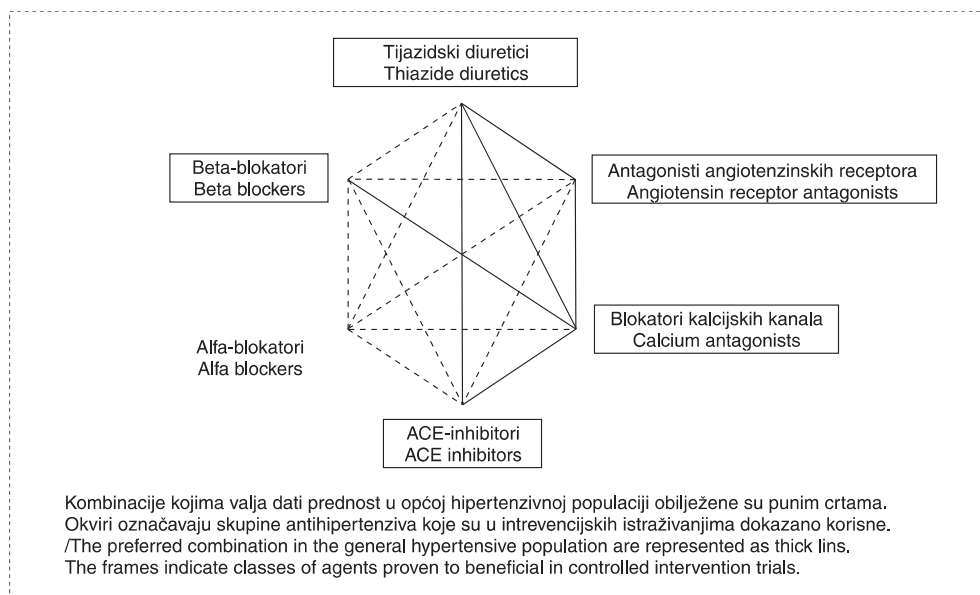 Tijazidski diuretici
Thiazide diuretics
Beta-blokatori
Beta blockers
Antagonisti angiotenzinskih receptora
Angiotensin receptor antagonists
Alfa-blokatori
Alfa blockers
Blokatori kalcijskih kanala
Calcium antagonists
ACE-inhibitori
ACE inhibitors
Kombinacije kojima valja dati prednost u općoj hipertenzivnoj populaciji obilježene su punim crtama.
Okviri označavaju skupine antihipertenziva koje su u intrevencijskih istraživanjima dokazano korisne.
/The preferred combination in the general hypertensive population are represented as thick lins.
The frames indicate classes of agents proven to beneficial in controlled intervention trials.